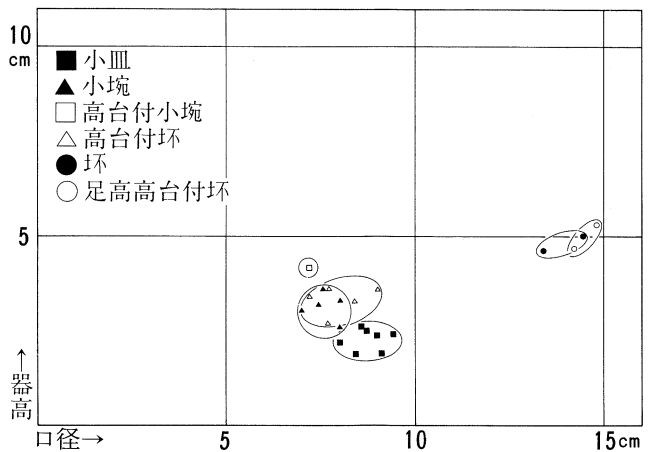 10
cm
■ 小皿
▲ 小埦
□ 高台付小埦
△ 高台付坏
● 坏
○ 足高高台付坏
5
↑器高
口径→
5
10
15cm